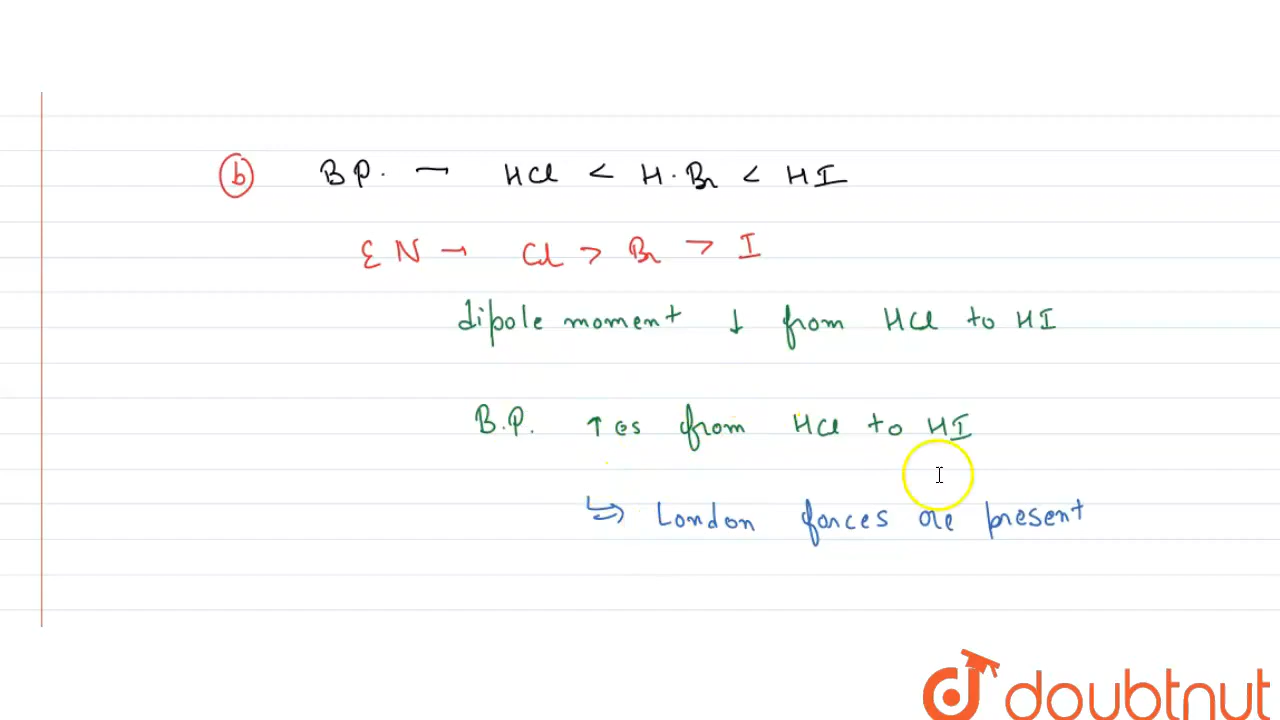 b B.P. → HCl < H.Br < HI
EN → Cl > Br > I
dipole moment ↓ from HCl to HI
B.P. ↑ es from HCl to HI
↳ London forces are present
doubtnut